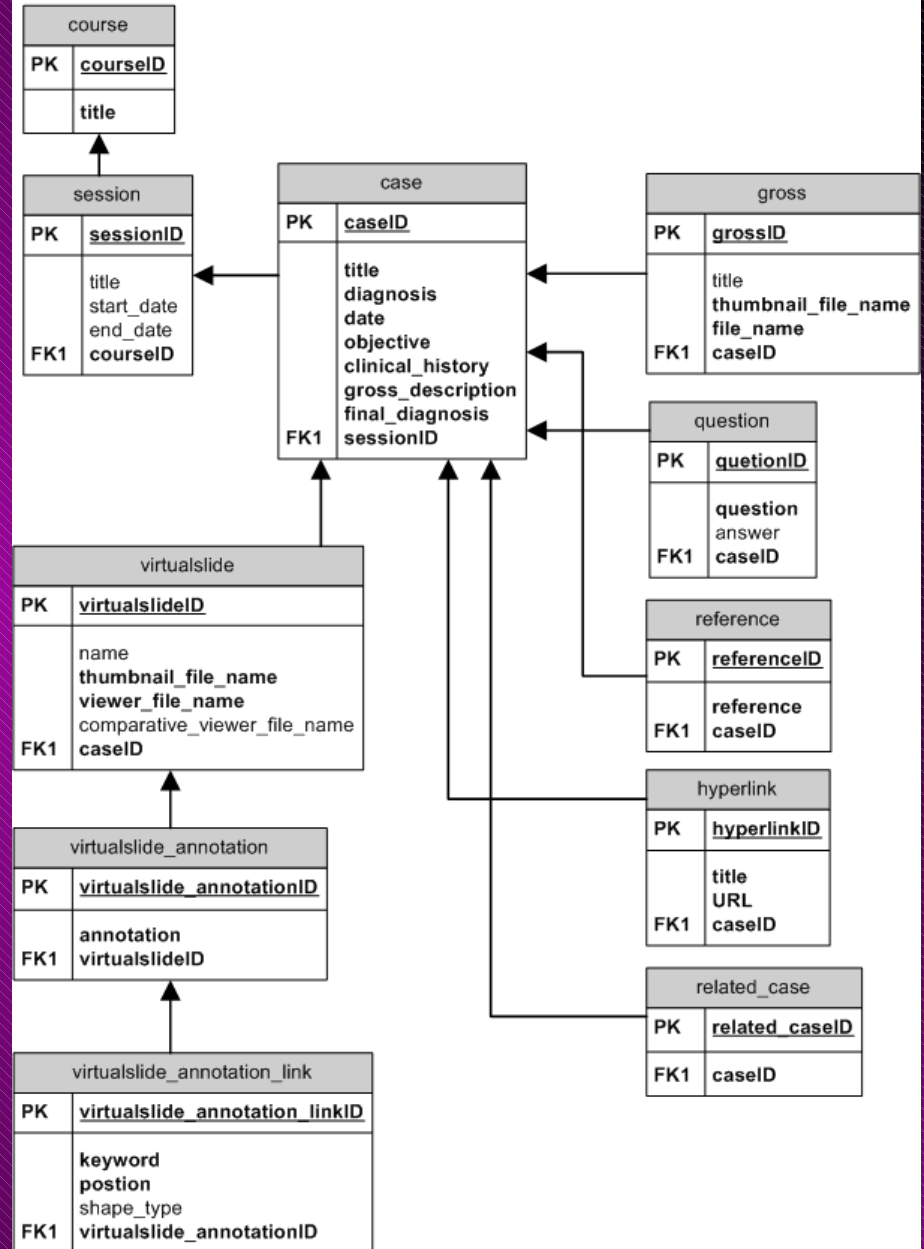 course
PK courseID
title
session
PK sessionID
title
start_date
end_date
FK1 courseID
case
PK caseID
title
diagnosis
date
objective
clinical_history
gross_description
final_diagnosis
FK1 sessionID
gross
PK grossID
title
thumbnail_file_name
file_name
FK1 caseID
question
PK quetionID
question
answer
FK1 caseID
reference
PK referenceID
reference
FK1 caseID
hyperlink
PK hyperlinkID
title
URL
FK1 caseID
related_case
PK related_caseID
FK1 caseID
virtualslide
PK virtualslideID
name
thumbnail_file_name
viewer_file_name
comparative_viewer_file_name
FK1 caseID
virtualslide_annotation
PK virtualslide_annotationID
annotation
FK1 virtualslideID
virtualslide_annotation_link
PK virtualslide_annotation_linkID
keyword
postion
shape_type
FK1 virtualslide_annotationID